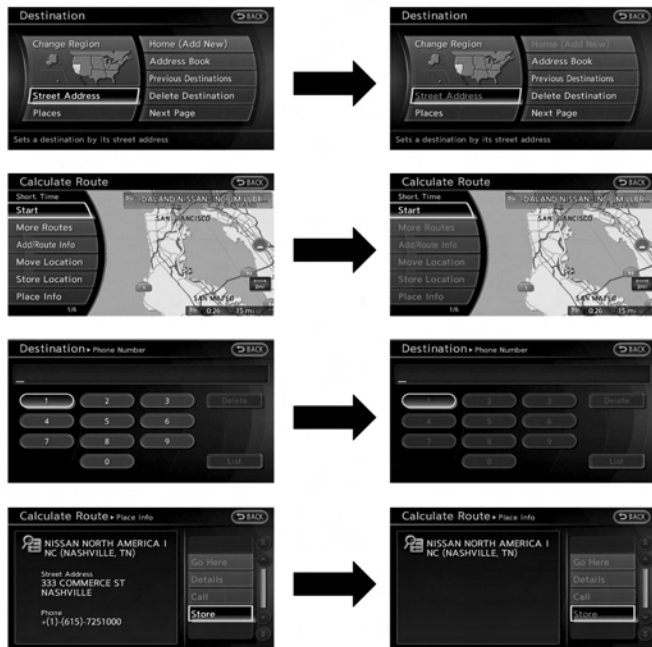 Destination
BACK
Change Region
Home (Add New)
Address Book
Previous Destinations
Street Address
Delete Destination
Places
Next Page
Sets a destination by its street address
Destination
BACK
Change Region
Home (Add New)
Address Book
Previous Destinations
Street Address
Delete Destination
Places
Next Page
Sets a destination by its street address
Calculate Route
BACK
Short. Time
Start
More Routes
Add/Route Info
Move Location
Store Location
Place Info
1/6
SAN FRANCISCO
SAN MATEO
0:26 15 mi
Calculate Route
BACK
Short. Time
Start
More Routes
Add/Route Info
Move Location
Store Location
Place Info
1/6
SAN FRANCISCO
SAN MATEO
0:26 15 mi
Destination Phone Number
BACK
1 2 3 Delete
4 5 6
7 8 9
0 List
Destination Phone Number
BACK
1 2 3 Delete
4 5 6
7 8 9
0 List
Calculate Route Place Info
BACK
NISSAN NORTH AMERICA I
NC (NASHVILLE, TN)
Street Address
333 COMMERCE ST
NASHVILLE
Phone
+(1)-(615)-7251000
Go Here
Details
Call
Store
Calculate Route Place Info
BACK
NISSAN NORTH AMERICA I
NC (NASHVILLE, TN)
Go Here
Details
Call
Store